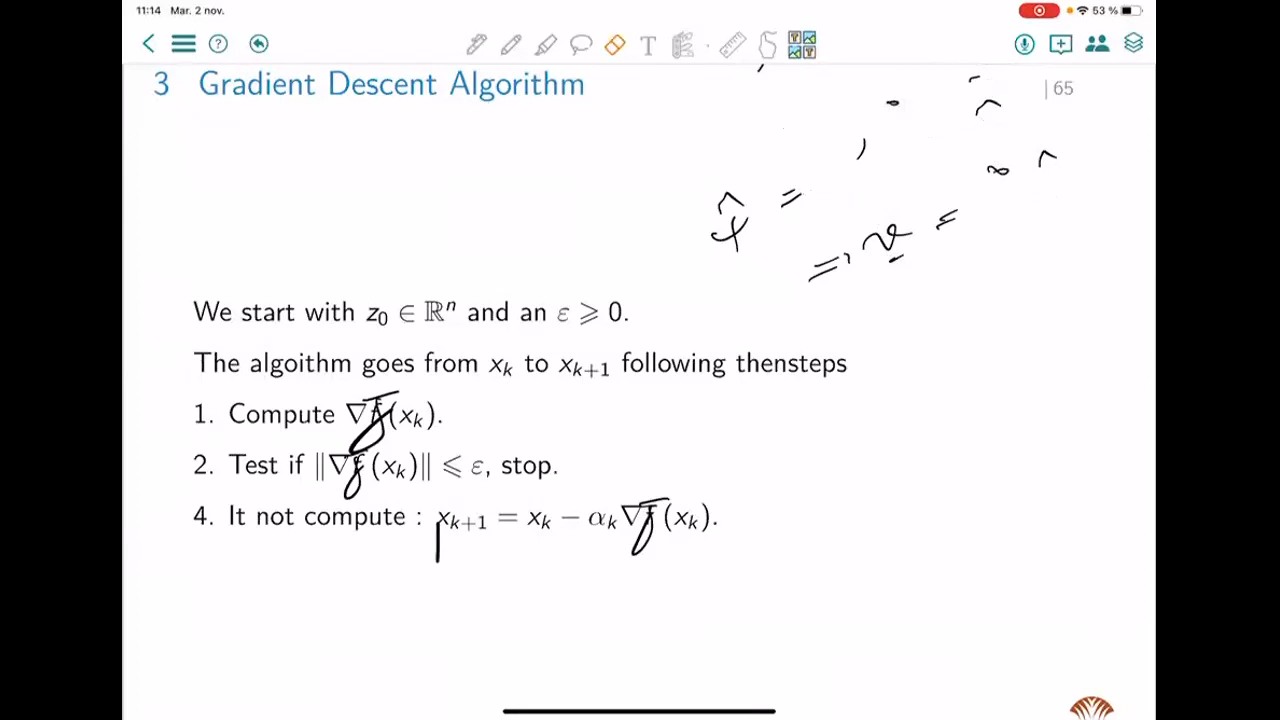 11:14 Mar. 2 nov. 53 %
3 Gradient Descent Algorithm | 65
We start with z₀ ∈ ℝⁿ and an ε ⩾ 0.
The algoithm goes from xₖ to xₖ₊₁ following thensteps
1. Compute ∇f(xₖ).
2. Test if ‖∇f(xₖ)‖ ⩽ ε, stop.
4. It not compute : xₖ₊₁ = xₖ − αₖ∇f(xₖ).